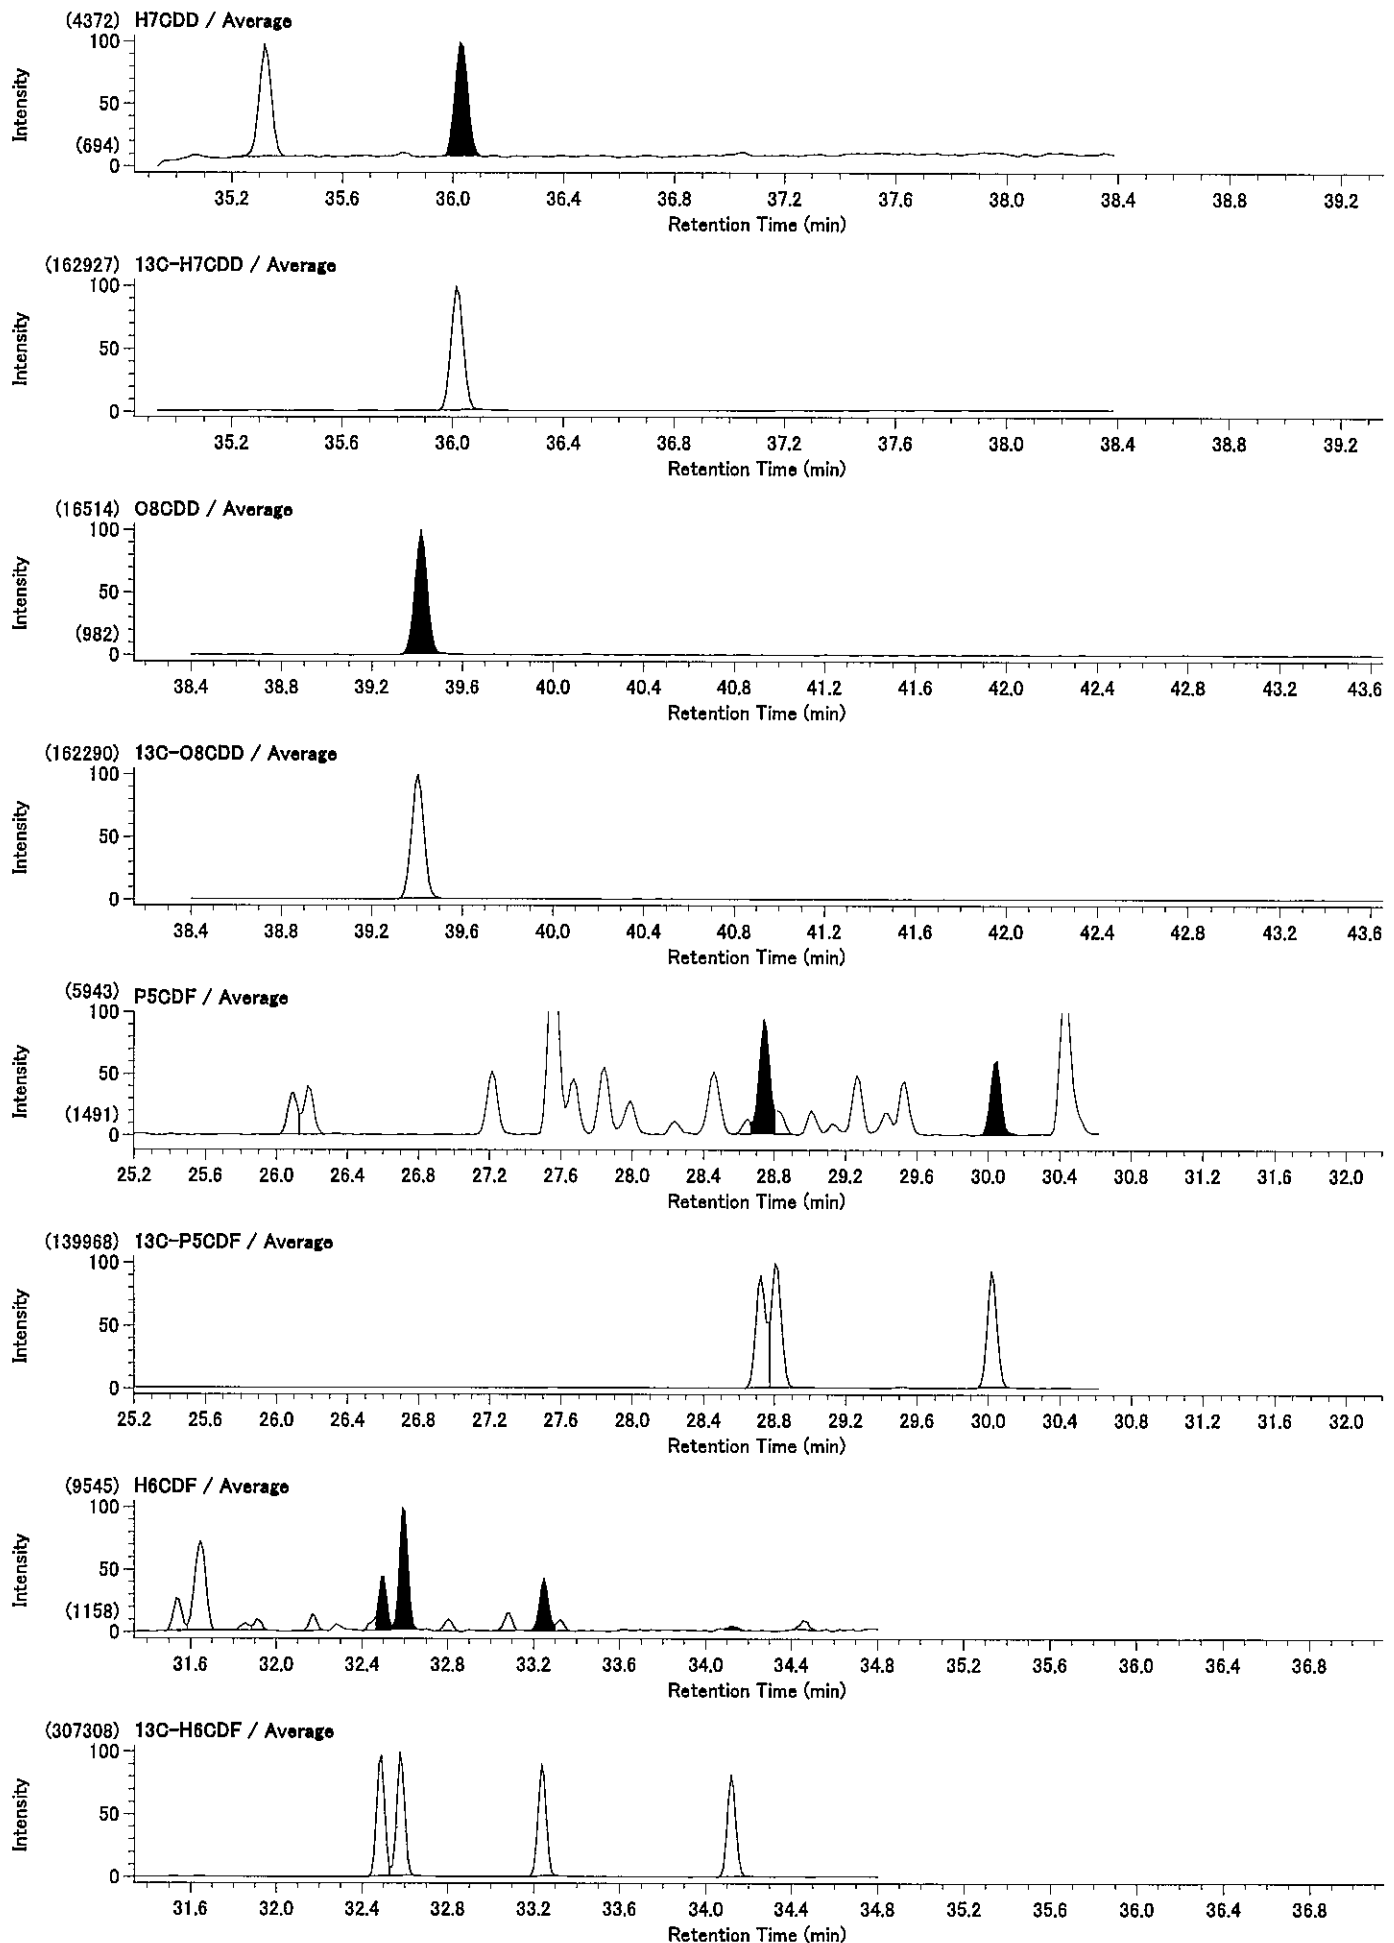 (4372) H7CDD / Average
100
50
(694)
0
Intensity
35.2 35.6 36.0 36.4 36.8 37.2 37.6 38.0 38.4 38.8 39.2
Retention Time (min)
(162927) 13C-H7CDD / Average
100
50
0
Intensity
35.2 35.6 36.0 36.4 36.8 37.2 37.6 38.0 38.4 38.8 39.2
Retention Time (min)
(16514) O8CDD / Average
100
50
(982)
0
Intensity
38.4 38.8 39.2 39.6 40.0 40.4 40.8 41.2 41.6 42.0 42.4 42.8 43.2 43.6
Retention Time (min)
(162290) 13C-O8CDD / Average
100
50
0
Intensity
38.4 38.8 39.2 39.6 40.0 40.4 40.8 41.2 41.6 42.0 42.4 42.8 43.2 43.6
Retention Time (min)
(5943) P5CDF / Average
100
50
(1491)
0
Intensity
25.2 25.6 26.0 26.4 26.8 27.2 27.6 28.0 28.4 28.8 29.2 29.6 30.0 30.4 30.8 31.2 31.6 32.0
Retention Time (min)
(139968) 13C-P5CDF / Average
100
50
0
Intensity
25.2 25.6 26.0 26.4 26.8 27.2 27.6 28.0 28.4 28.8 29.2 29.6 30.0 30.4 30.8 31.2 31.6 32.0
Retention Time (min)
(9545) H6CDF / Average
100
50
(1158)
0
Intensity
31.6 32.0 32.4 32.8 33.2 33.6 34.0 34.4 34.8 35.2 35.6 36.0 36.4 36.8
Retention Time (min)
(307308) 13C-H6CDF / Average
100
50
0
Intensity
31.6 32.0 32.4 32.8 33.2 33.6 34.0 34.4 34.8 35.2 35.6 36.0 36.4 36.8
Retention Time (min)